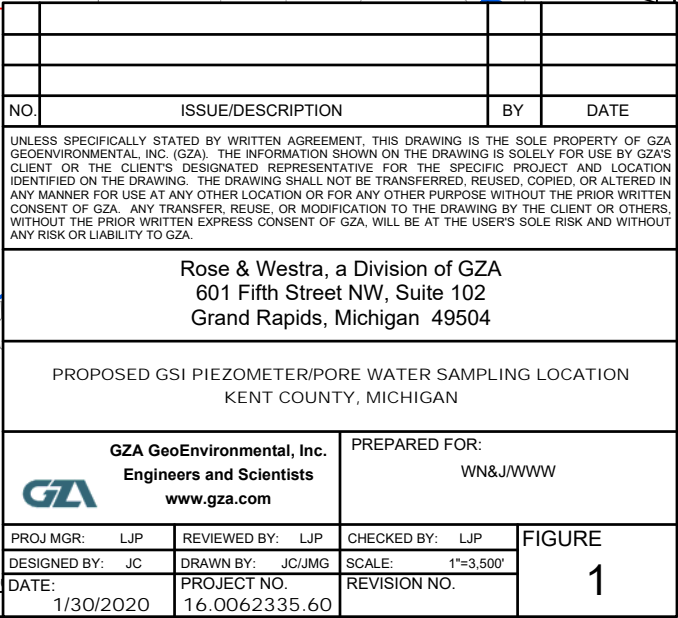 NO. ISSUE/DESCRIPTION BY DATE
UNLESS SPECIFICALLY STATED BY WRITTEN AGREEMENT, THIS DRAWING IS THE SOLE PROPERTY OF GZA
GEOENVIRONMENTAL, INC. (GZA). THE INFORMATION SHOWN ON THE DRAWING IS SOLELY FOR USE BY GZA'S
CLIENT OR THE CLIENT'S DESIGNATED REPRESENTATIVE FOR THE SPECIFIC PROJECT AND LOCATION
IDENTIFIED ON THE DRAWING. THE DRAWING SHALL NOT BE TRANSFERRED, REUSED, COPIED, OR ALTERED IN
ANY MANNER FOR USE AT ANY OTHER LOCATION OR FOR ANY OTHER PURPOSE WITHOUT THE PRIOR WRITTEN
CONSENT OF GZA. ANY TRANSFER, REUSE, OR MODIFICATION TO THE DRAWING BY THE CLIENT OR OTHERS,
WITHOUT THE PRIOR WRITTEN EXPRESS CONSENT OF GZA, WILL BE AT THE USER'S SOLE RISK AND WITHOUT
ANY RISK OR LIABILITY TO GZA.
Rose & Westra, a Division of GZA
601 Fifth Street NW, Suite 102
Grand Rapids, Michigan 49504
PROPOSED GSI PIEZOMETER/PORE WATER SAMPLING LOCATION
KENT COUNTY, MICHIGAN
GZA
GZA GeoEnvironmental, Inc.
Engineers and Scientists
www.gza.com
PREPARED FOR:
WN&J/WWW
PROJ MGR: LJP REVIEWED BY: LJP CHECKED BY: LJP
DESIGNED BY: JC DRAWN BY: JC/JMG SCALE: 1"=3,500'
DATE: PROJECT NO. REVISION NO.
1/30/2020 16.0062335.60
FIGURE
1